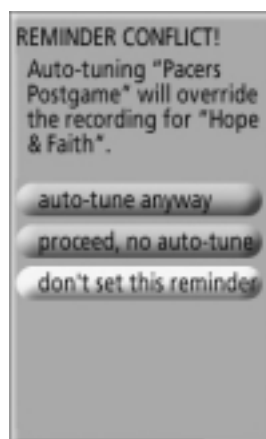 REMINDER CONFLICT!
Auto-tuning "Pacers
Postgame" will override
the recording for "Hope
& Faith".
auto-tune anyway
proceed, no auto-tune
don't set this reminder